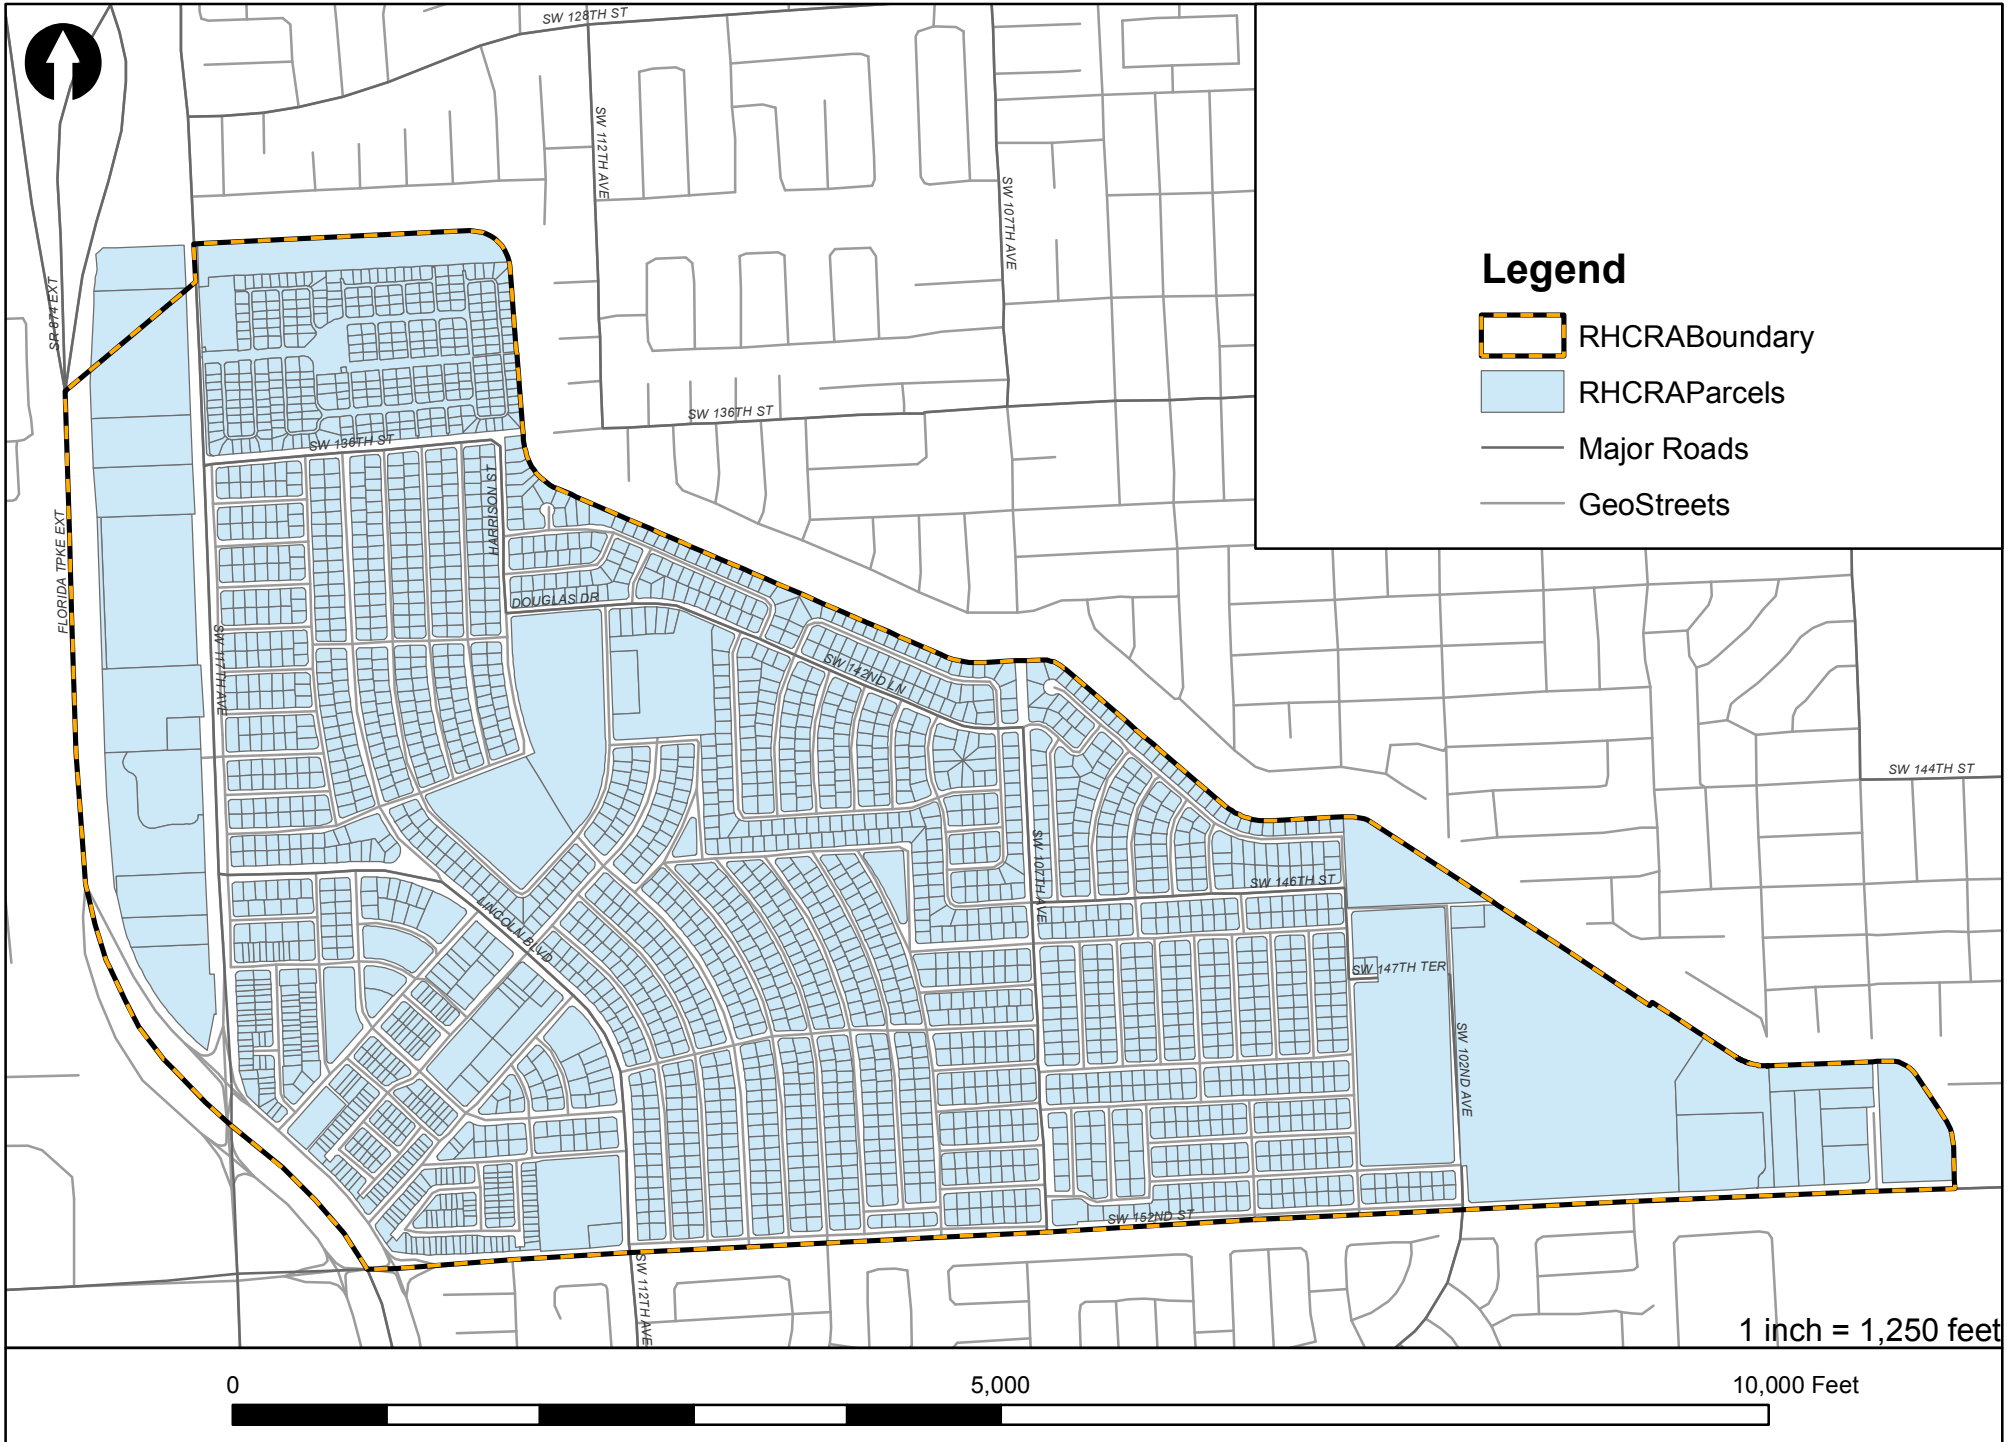 SW 128TH ST
SW 112TH AVE
SW 107TH AVE
SR 874 EXT
Legend
RHCRABoundary
RHCRAParcels
Major Roads
GeoStreets
SW 136TH ST
SW 136TH ST
HARRISON ST
FLORIDA TPKE EXT
DOUGLAS DR
SW 117TH AVE
SW 142ND LN
SW 144TH ST
SW 107TH AVE
SW 146TH ST
LINCOLN BLVD
SW 147TH TER
SW 102ND AVE
SW 152ND ST
SW 112TH AVE
1 inch = 1,250 feet
0 5,000 10,000 Feet